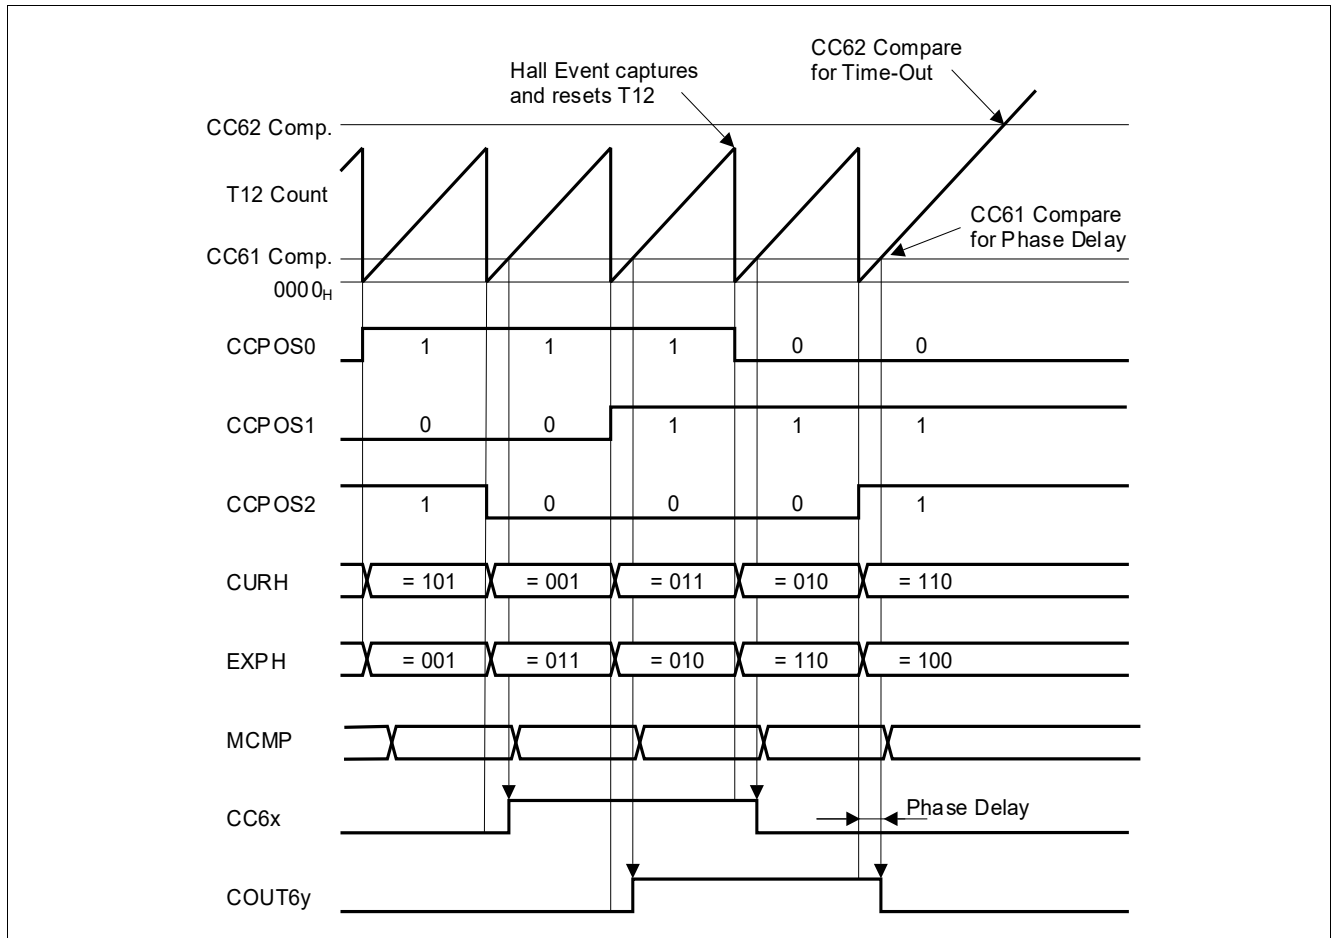 CC62 Compare
for Time-Out
Hall Event captures
and resets T12
CC62 Comp.
T12 Count
CC61 Compare
for Phase Delay
CC61 Comp.
0000H
CCPOS0 1 1 1 0 0
CCPOS1 0 0 1 1 1
CCPOS2 1 0 0 0 1
CURH = 101 = 001 = 011 = 010 = 110
EXPH = 001 = 011 = 010 = 110 = 100
MCMP
CC6x Phase Delay
COUT6y